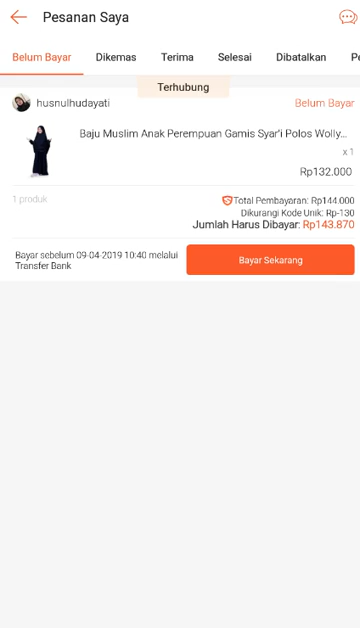 Pesanan Saya
Belum Bayar
Dikemas
Terima
Selesai
Dibatalkan
Pe
Terhubung
husnulhudayati
Belum Bayar
Baju Muslim Anak Perempuan Gamis Syar'i Polos Wolly...
x 1
Rp132.000
1 produk
Total Pembayaran: Rp144.000
Dikurangi Kode Unik: Rp-130
Jumlah Harus Dibayar: Rp143.870
Bayar sebelum 09-04-2019 10:40 melalui
Transfer Bank
Bayar Sekarang